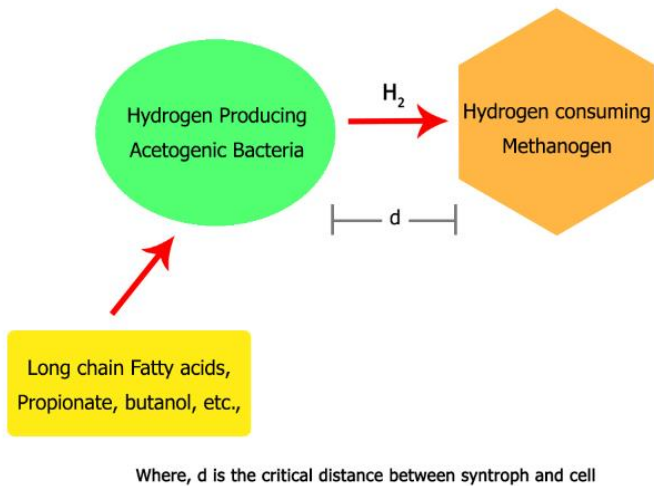 Hydrogen Producing
Acetogenic Bacteria
H2
Hydrogen consuming
Methanogen
d
Long chain Fatty acids,
Propionate, butanol, etc.,
Where, d is the critical distance between syntroph and cell